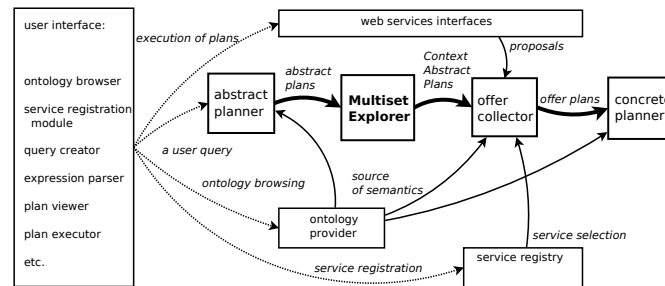 user interface:
ontology browser
service registration
module
query creator
expression parser
plan viewer
plan executor
etc.
web services interfaces
execution of plans
proposals
abstract
plans
Context
Abstract
Plans
abstract
planner
Multiset
Explorer
offer
collector
offer plans
concrete
planner
a user query
ontology browsing
source
of semantics
ontology
provider
service selection
service registration
service registry